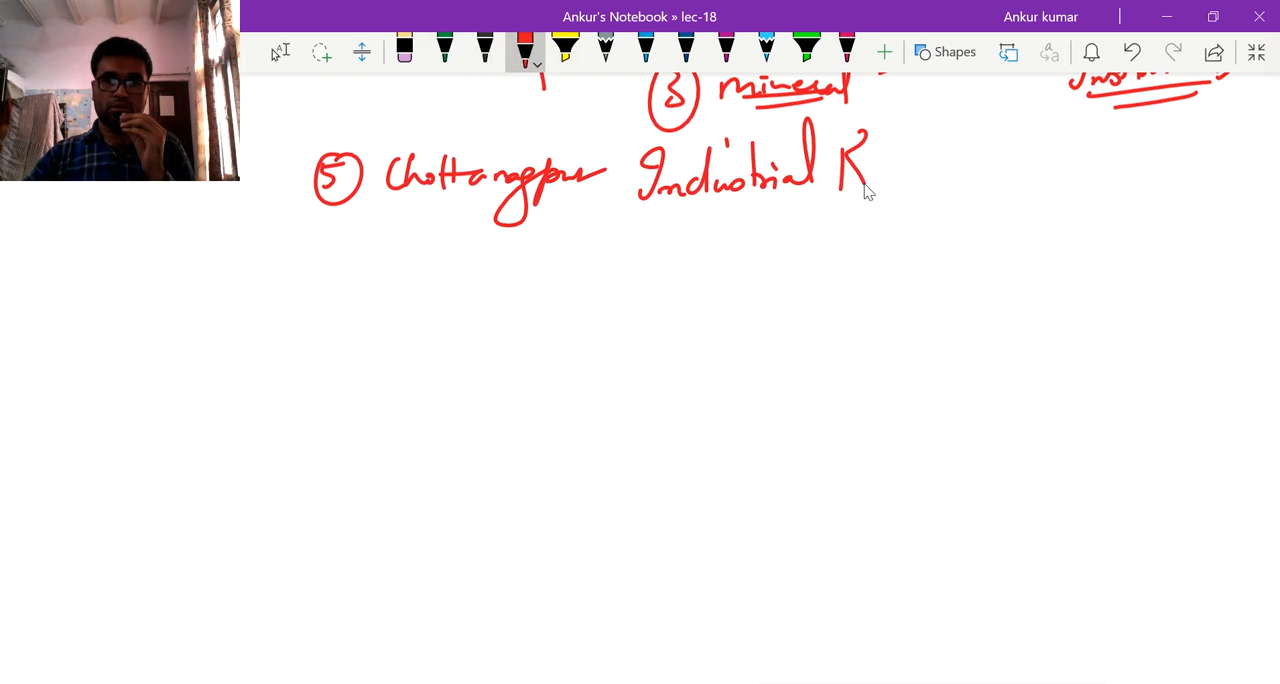 Ankur's Notebook » lec-18
Ankur kumar
Shapes
③ mineral
⑤ Chottanagpur Industrial R